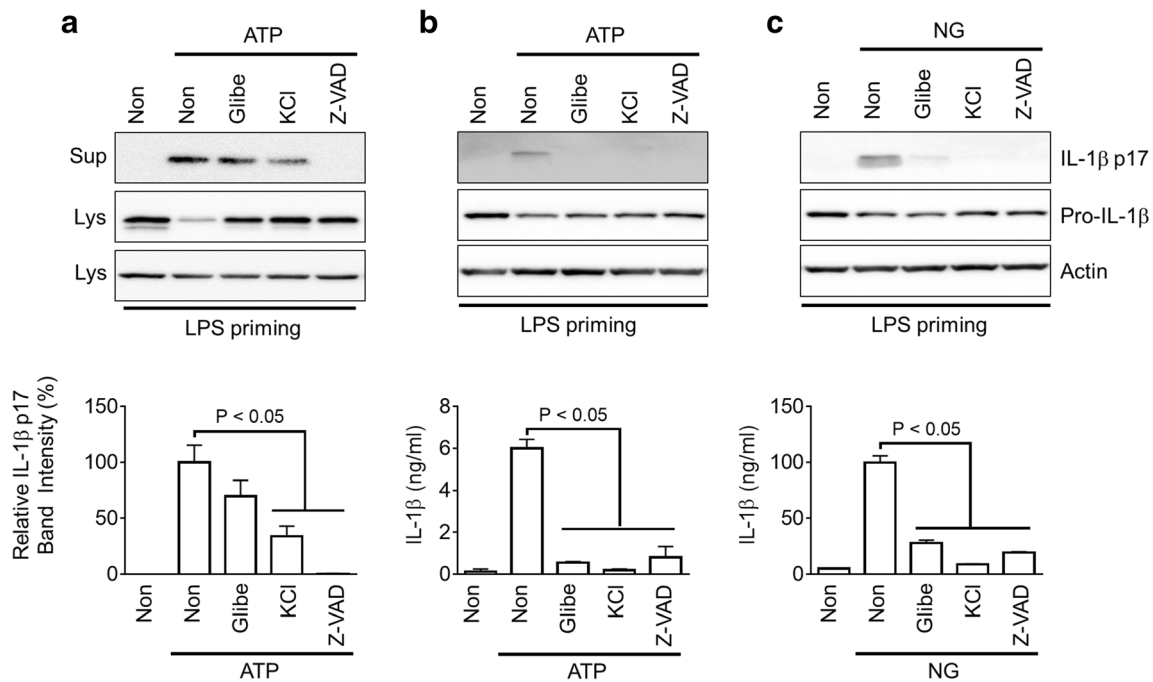 a
b
c
ATP
ATP
NG
Non
Non
Glibe
KCl
Z-VAD
Non
Non
Glibe
KCl
Z-VAD
Non
Non
Glibe
KCl
Z-VAD
Sup
IL-1β p17
Lys
Pro-IL-1β
Lys
Actin
LPS priming
LPS priming
LPS priming
Relative IL-1β p17
Band Intensity (%)
150
100
50
0
P < 0.05
Non
Non
Glibe
KCl
Z-VAD
ATP
IL-1β (ng/ml)
8
6
4
2
0
P < 0.05
Non
Non
Glibe
KCl
Z-VAD
ATP
IL-1β (ng/ml)
150
100
50
0
P < 0.05
Non
Non
Glibe
KCl
Z-VAD
NG